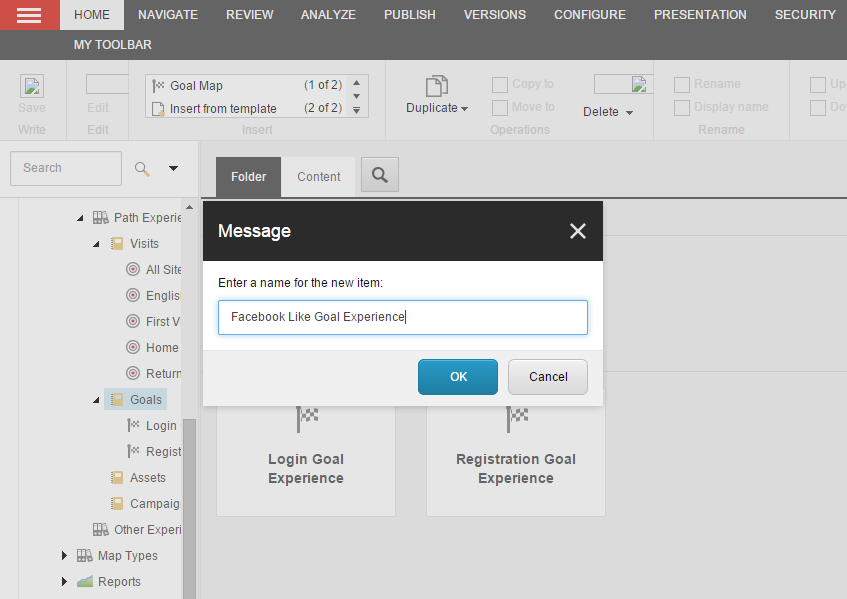 HOME NAVIGATE REVIEW ANALYZE PUBLISH VERSIONS CONFIGURE PRESENTATION SECURITY
MY TOOLBAR
Save
Write
Edit
Edit
Goal Map (1 of 2)
Insert from template (2 of 2)
Insert
Duplicate
Copy to
Move to
Delete
Operations
Rename
Display name
Rename
Up
Do
Search
Folder Content
Path Experie
Visits
All Site
Englis
First V
Home
Return
Goals
Login
Regist
Assets
Campaig
Other Experi
Map Types
Reports
Message
Enter a name for the new item:
Facebook Like Goal Experience
OK Cancel
Login Goal
Experience
Registration Goal
Experience